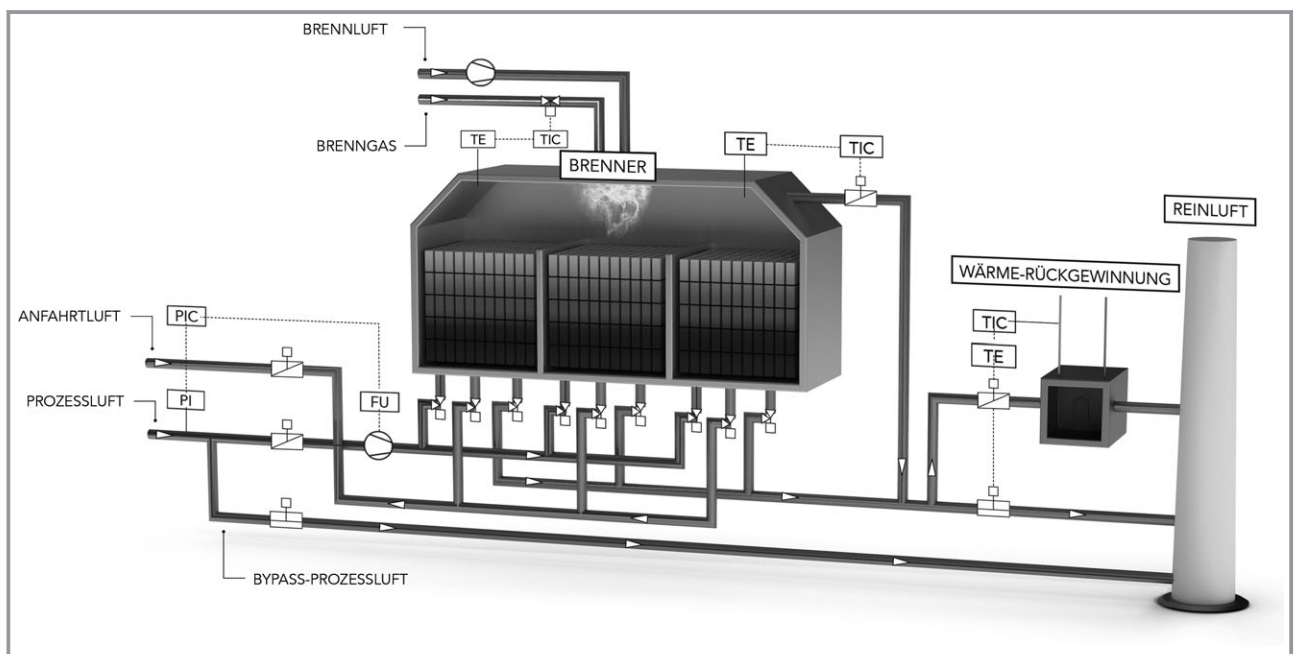 BRENNLUFT
BRENNGAS
TE
TIC
BRENNER
TE
TIC
REINLUFT
WÄRME-RÜCKGEWINNUNG
TIC
TE
ANFAHRTLUFT
PIC
PROZESSLUFT
PI
FU
BYPASS-PROZESSLUFT